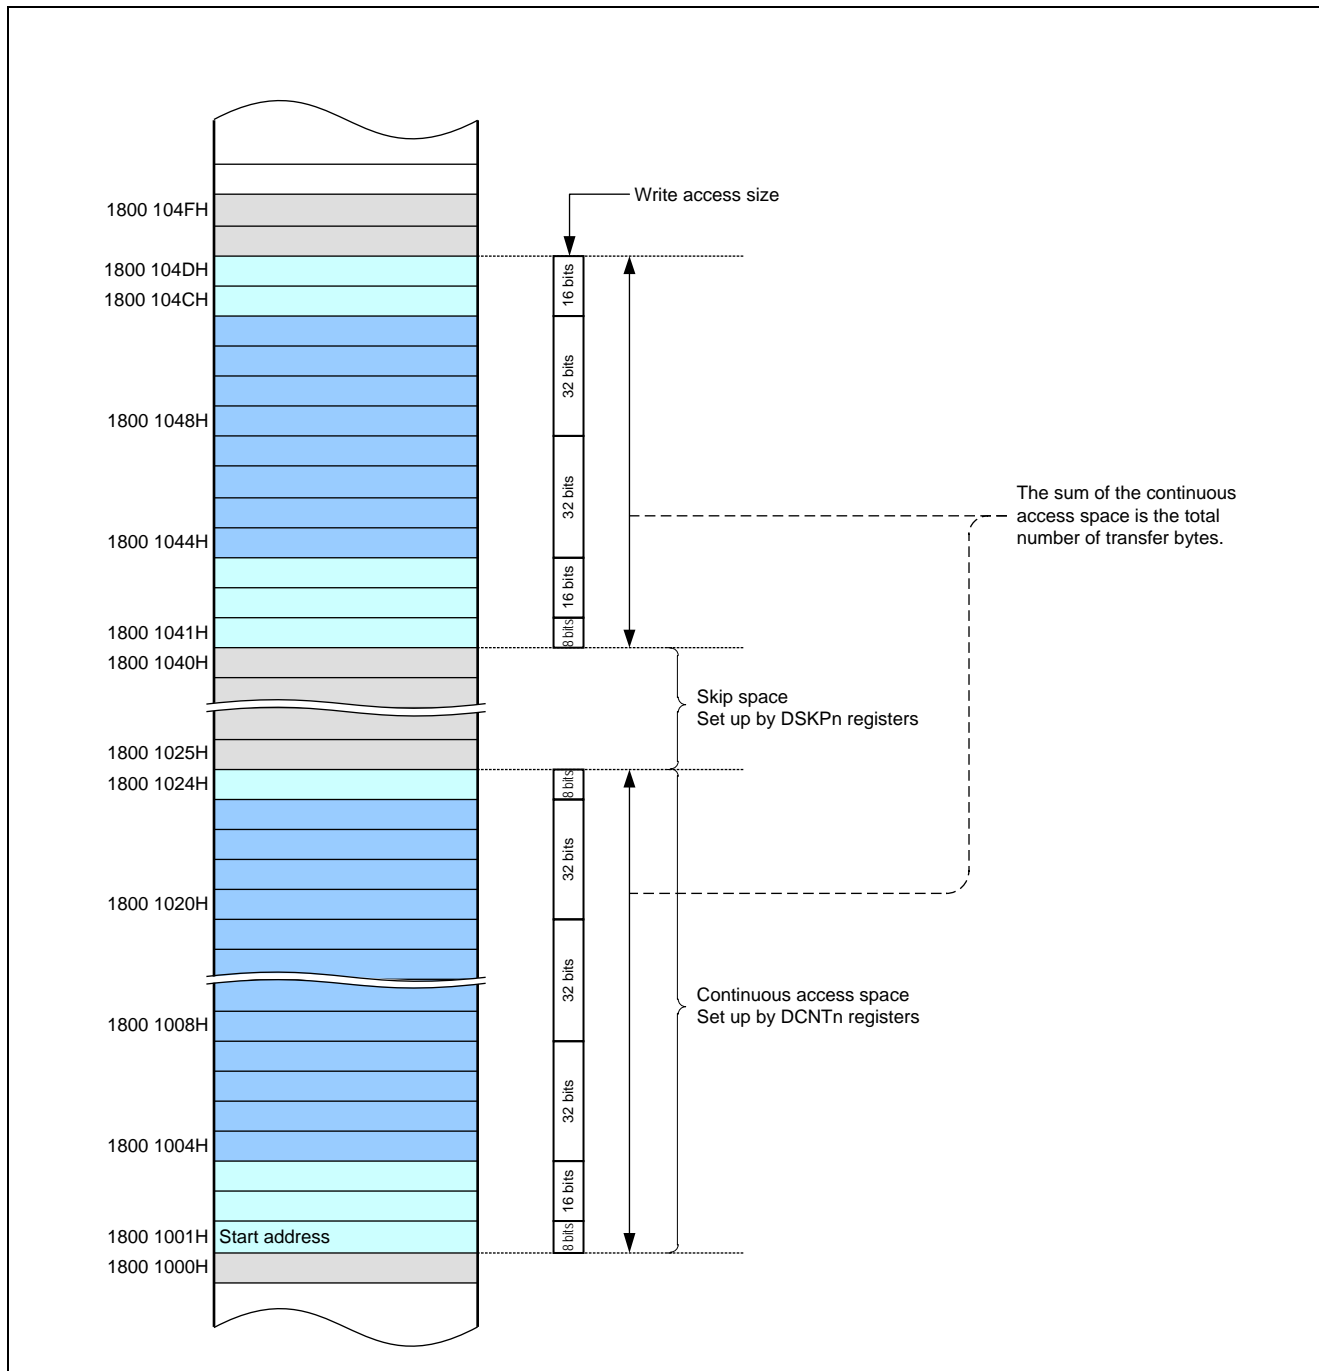 Write access size
1800 104FH
1800 104DH
16 bits
1800 104CH
32 bits
1800 1048H
32 bits
The sum of the continuous
access space is the total
number of transfer bytes.
1800 1044H
16 bits
1800 1041H
8 bits
1800 1040H
Skip space
Set up by DSKPn registers
1800 1025H
1800 1024H
8 bits
32 bits
1800 1020H
32 bits
Continuous access space
Set up by DCNTn registers
1800 1008H
32 bits
1800 1004H
16 bits
1800 1001H Start address
8 bits
1800 1000H